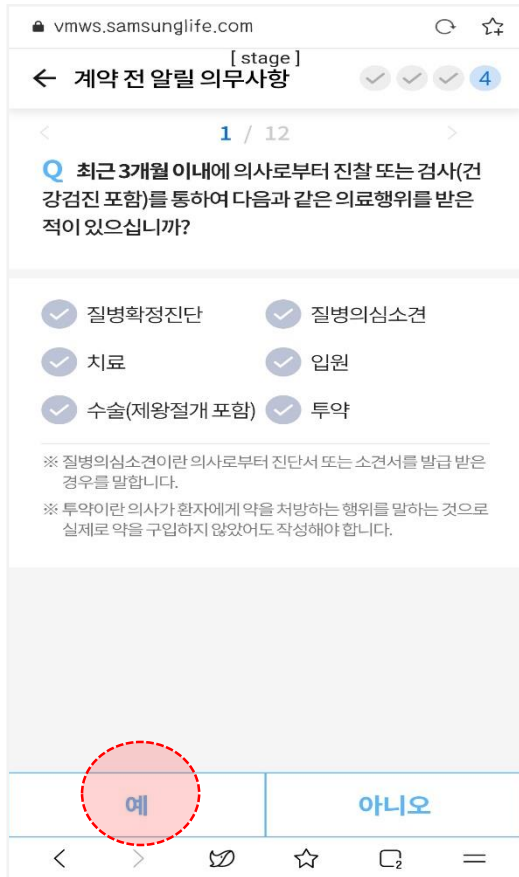 vmws.samsunglife.com
[stage]
계약 전 알릴 의무사항
4
1 / 12
Q 최근 3개월 이내에 의사로부터 진찰 또는 검사(건
강검진 포함)를 통하여 다음과 같은 의료행위를 받은
적이 있으십니까?
질병확정진단 질병의심소견
치료 입원
수술(제왕절개 포함) 투약
※ 질병의심소견이란 의사로부터 진단서 또는 소견서를 발급 받은
경우를 말합니다.
※ 투약이란 의사가 환자에게 약을 처방하는 행위를 말하는 것으로
실제로 약을 구입하지 않았어도 작성해야 합니다.
예 아니오
2